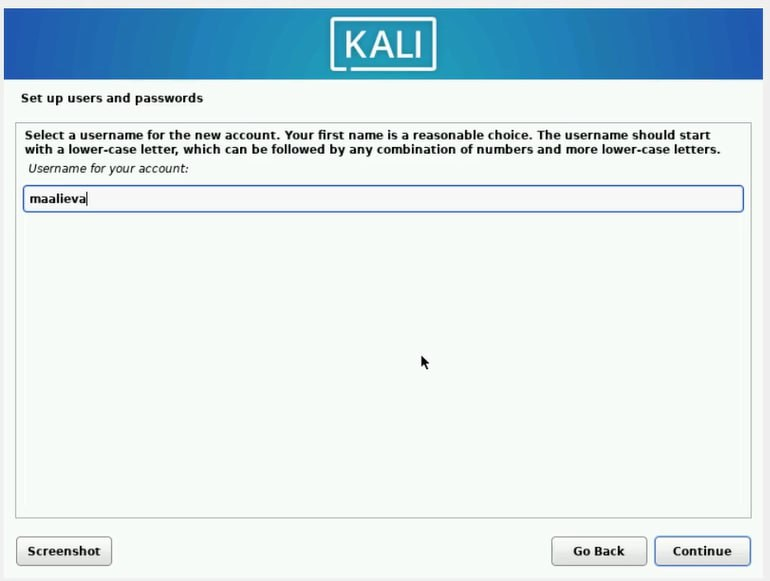 KALI
Set up users and passwords
Select a username for the new account. Your first name is a reasonable choice. The username should start
with a lower-case letter, which can be followed by any combination of numbers and more lower-case letters.
Username for your account:
maalieva
Screenshot
Go Back
Continue